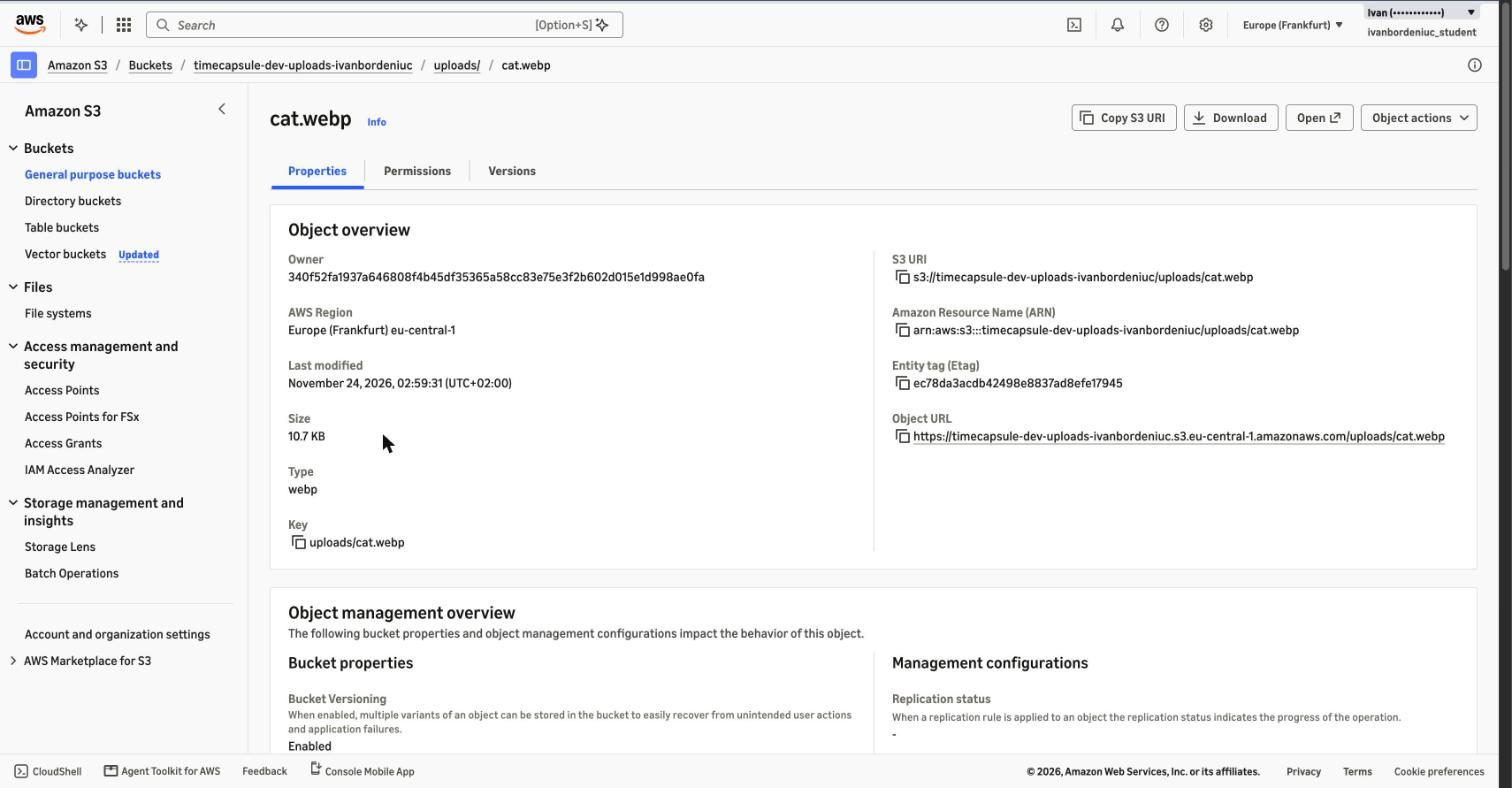 aws
Search
[Option+S]
Europe (Frankfurt)
Ivan (••••••••••••)
ivanbordeniuc_student
Amazon S3 / Buckets / timecapsule-dev-uploads-ivanbordeniuc / uploads/ / cat.webp
Amazon S3
Buckets
General purpose buckets
Directory buckets
Table buckets
Vector buckets Updated
Files
File systems
Access management and
security
Access Points
Access Points for FSx
Access Grants
IAM Access Analyzer
Storage management and
insights
Storage Lens
Batch Operations
Account and organization settings
AWS Marketplace for S3
cat.webp Info
Copy S3 URI Download Open Object actions
Properties Permissions Versions
Object overview
Owner
340f52fa1937a646808f4b45df35365a58cc83e75e3f2b602d015e1d998ae0fa
AWS Region
Europe (Frankfurt) eu-central-1
Last modified
November 24, 2026, 02:59:31 (UTC+02:00)
Size
10.7 KB
Type
webp
Key
uploads/cat.webp
S3 URI
s3://timecapsule-dev-uploads-ivanbordeniuc/uploads/cat.webp
Amazon Resource Name (ARN)
arn:aws:s3:::timecapsule-dev-uploads-ivanbordeniuc/uploads/cat.webp
Entity tag (Etag)
ec78da3acdb42498e8837ad8efe17945
Object URL
https://timecapsule-dev-uploads-ivanbordeniuc.s3.eu-central-1.amazonaws.com/uploads/cat.webp
Object management overview
The following bucket properties and object management configurations impact the behavior of this object.
Bucket properties
Bucket Versioning
When enabled, multiple variants of an object can be stored in the bucket to easily recover from unintended user actions
and application failures.
Enabled
Management configurations
Replication status
When a replication rule is applied to an object the replication status indicates the progress of the operation.
-
CloudShell Agent Toolkit for AWS Feedback Console Mobile App
© 2026, Amazon Web Services, Inc. or its affiliates. Privacy Terms Cookie preferences